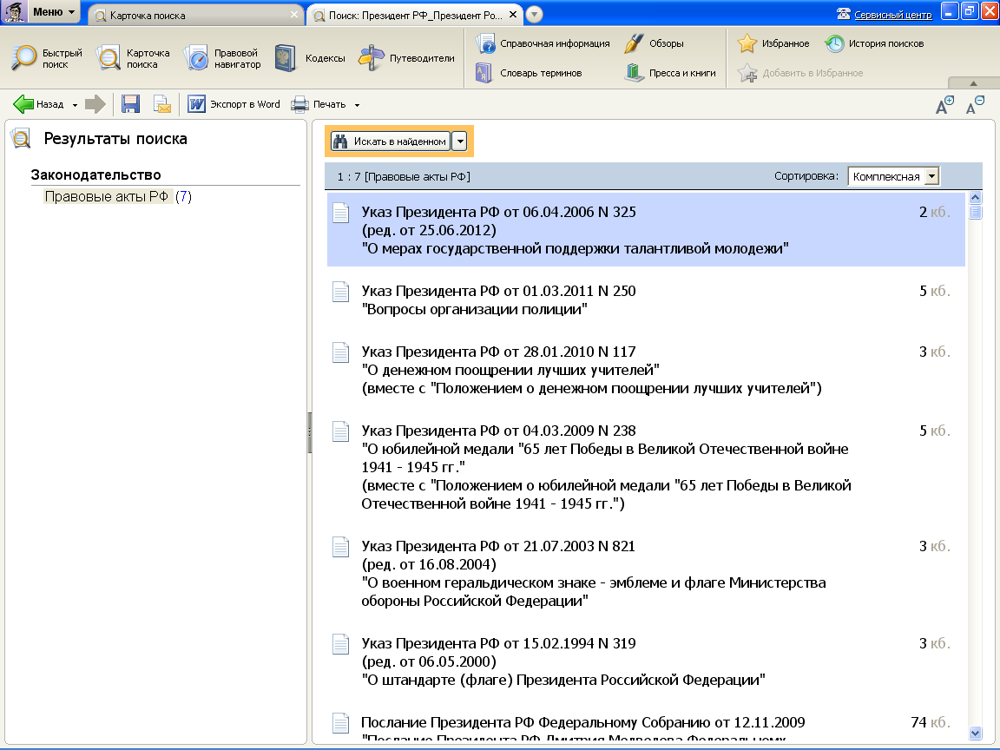 Меню
Карточка поиска
Поиск: Президент РФ_Президент Ро...
Сервисный центр
Быстрый поиск
Карточка поиска
Правовой навигатор
Кодексы
Путеводители
Справочная информация
Словарь терминов
Обзоры
Пресса и книги
Избранное
История поисков
Добавить в Избранное
Назад
Экспорт в Word
Печать
Результаты поиска
Законодательство
Правовые акты РФ (7)
Искать в найденном
1 : 7 [Правовые акты РФ]
Сортировка: Комплексная
Указ Президента РФ от 06.04.2006 N 325 2 кб.
(ред. от 25.06.2012)
"О мерах государственной поддержки талантливой молодежи"
Указ Президента РФ от 01.03.2011 N 250 5 кб.
"Вопросы организации полиции"
Указ Президента РФ от 28.01.2010 N 117 3 кб.
"О денежном поощрении лучших учителей"
(вместе с "Положением о денежном поощрении лучших учителей")
Указ Президента РФ от 04.03.2009 N 238 5 кб.
"О юбилейной медали "65 лет Победы в Великой Отечественной войне
1941 - 1945 гг."
(вместе с "Положением о юбилейной медали "65 лет Победы в Великой
Отечественной войне 1941 - 1945 гг.")
Указ Президента РФ от 21.07.2003 N 821 3 кб.
(ред. от 16.08.2004)
"О военном геральдическом знаке - эмблеме и флаге Министерства
обороны Российской Федерации"
Указ Президента РФ от 15.02.1994 N 319 3 кб.
(ред. от 06.05.2000)
"О штандарте (флаге) Президента Российской Федерации"
Послание Президента РФ Федеральному Собранию от 12.11.2009 74 кб.
"Послание Президента РФ Дмитрия Медведева Федеральному